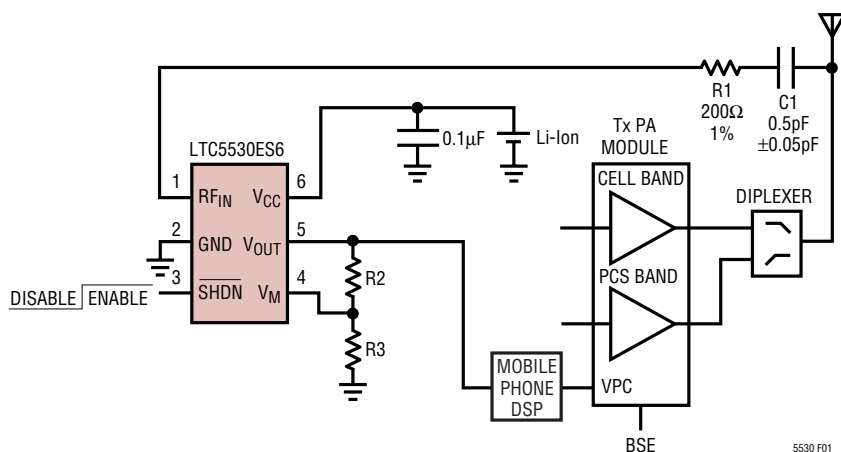 R1
200Ω
1%
C1
0.5pF
±0.05pF
0.1µF
Li-Ion
Tx PA
MODULE
LTC5530ES6
1
RFIN
VCC
6
2
GND
VOUT
5
3
SHDN
VM
4
DISABLE
ENABLE
R2
R3
CELL BAND
PCS BAND
DIPLEXER
MOBILE
PHONE
DSP
VPC
BSE
5530 F01